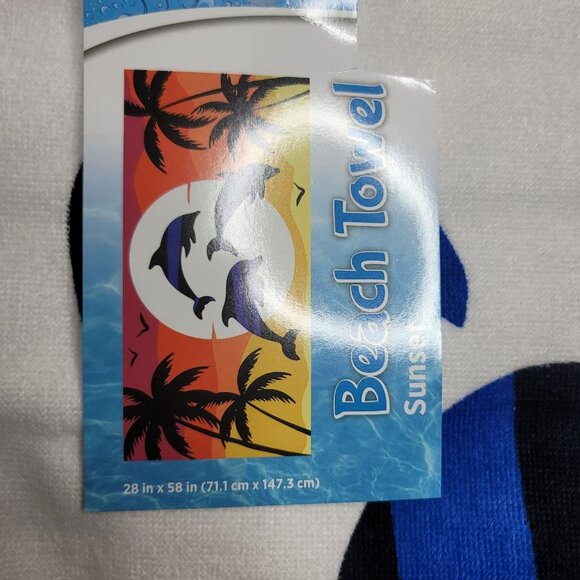 Beach Towel
Sunset
28 in x 58 in (71.1 cm x 147.3 cm)